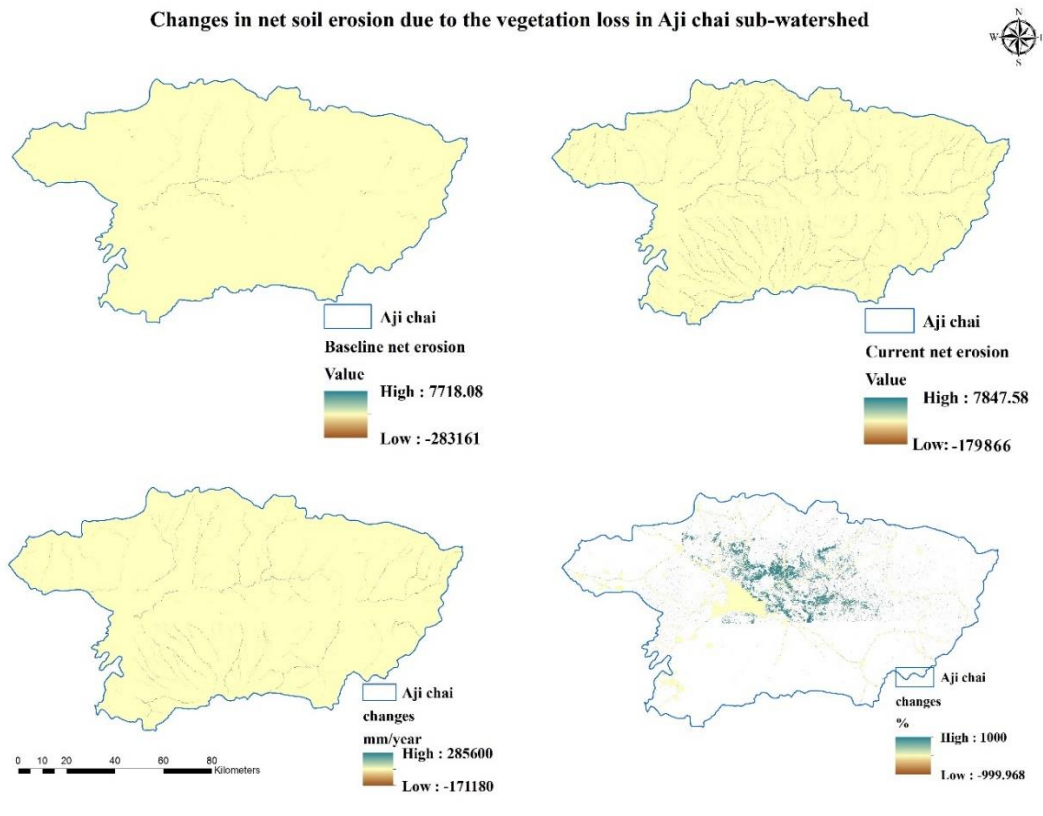 Changes in net soil erosion due to the vegetation loss in Aji chai sub-watershed
N
W
S
Aji chai
Baseline net erosion
Value
High : 7718.08
Low : -283161
Aji chai
Current net erosion
Value
High : 7847.58
Low: -179866
Aji chai
changes
mm/year
High : 285600
Low : -171180
0 10 20 40 60 80
Kilometers
Aji chai
changes
%
High : 1000
Low : -999.968